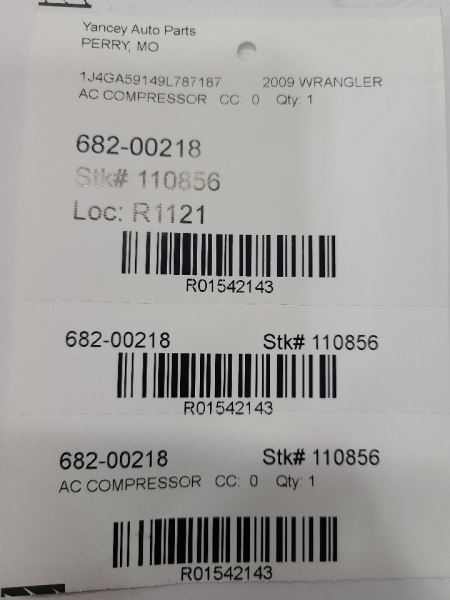 Yancey Auto Parts
PERRY, MO
1J4GA59149L787187 2009 WRANGLER
AC COMPRESSOR CC: 0 Qty: 1
682-00218
Stk# 110856
Loc: R1121
R01542143
682-00218 Stk# 110856
R01542143
682-00218 Stk# 110856
AC COMPRESSOR CC: 0 Qty: 1
R01542143